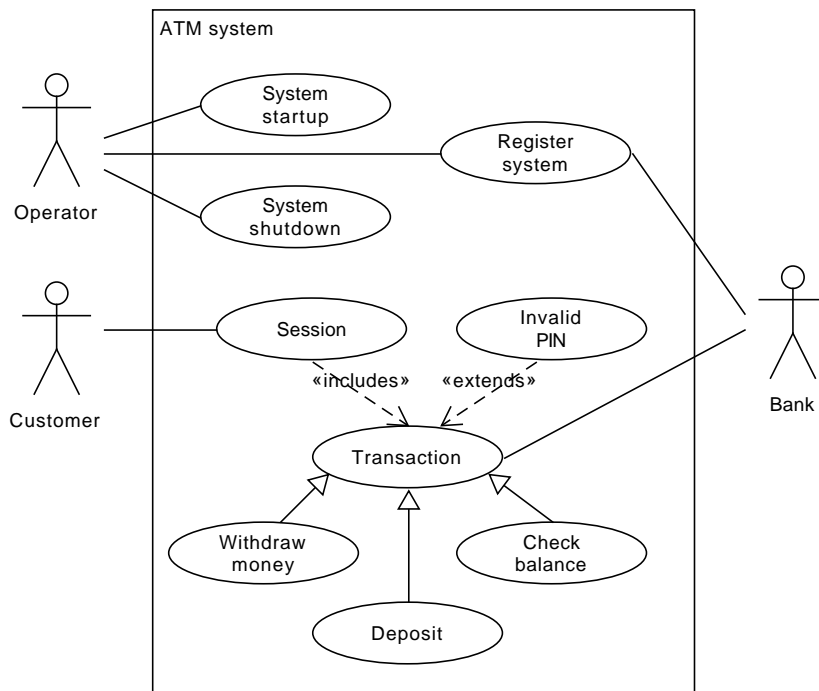 ATM system
System
startup
Register
system
Operator
System
shutdown
Session
Invalid
PIN
«includes»
«extends»
Customer
Bank
Transaction
Withdraw
money
Check
balance
Deposit